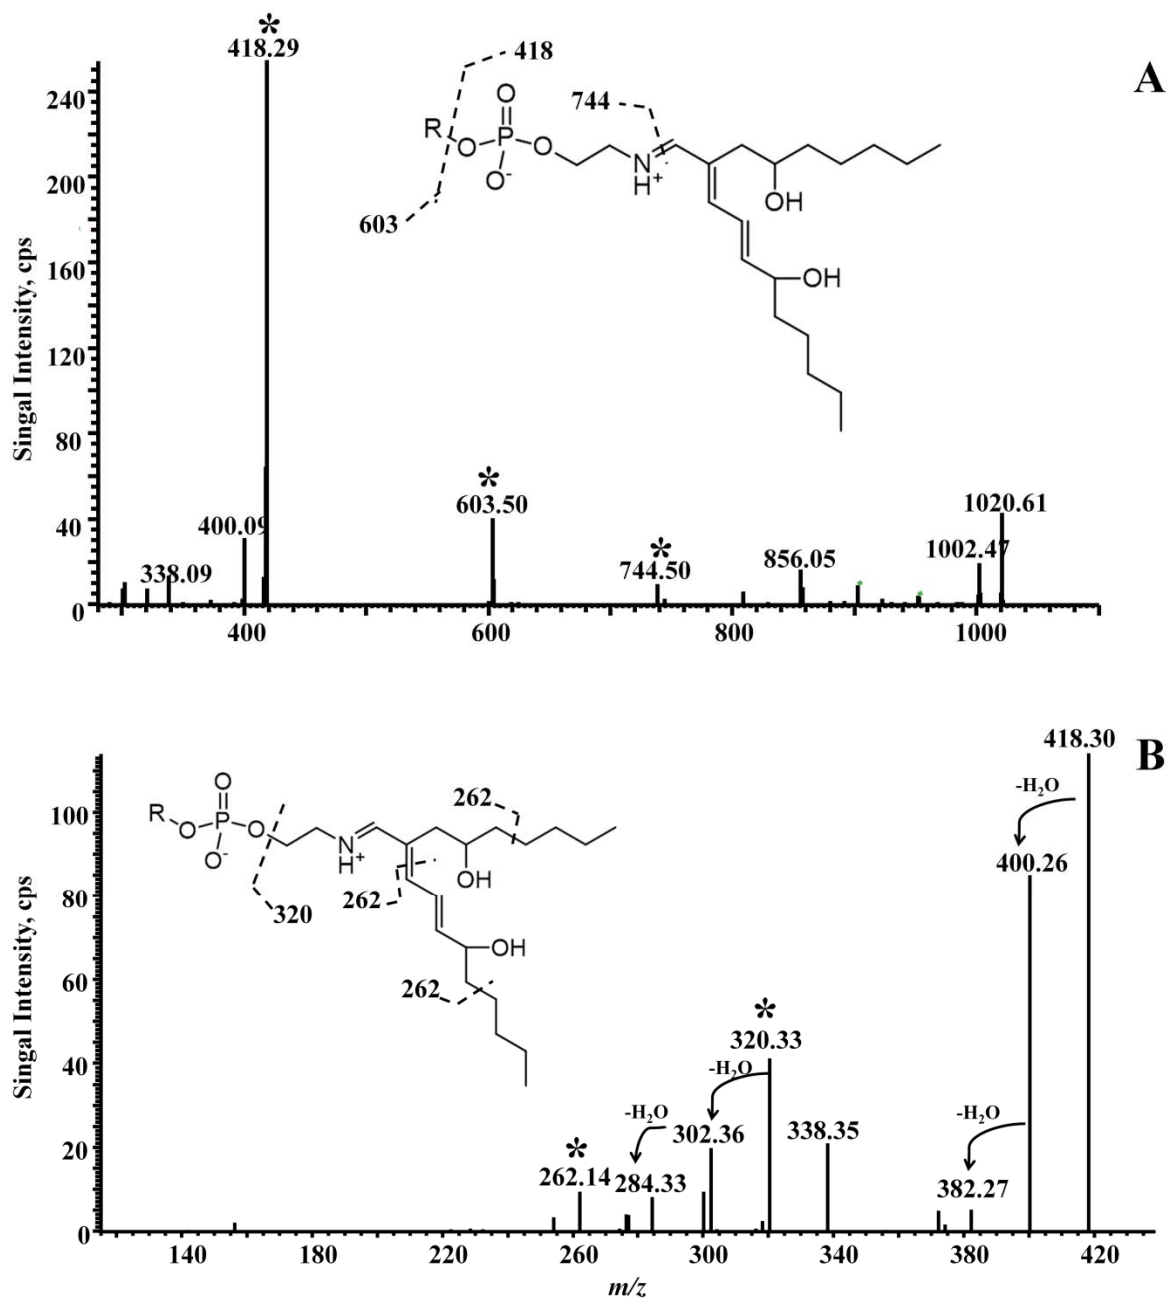 A
Singal Intensity, cps
240
200
160
120
80
40
0
*
418.29
400.09
338.09
*
603.50
*
744.50
856.05
1002.47
1020.61
400
600
800
1000
418
603
744
R
O
O
P
O
O-
N
H+
OH
OH
B
Singal Intensity, cps
100
80
60
40
20
0
418.30
-H2O
400.26
-H2O
382.27
338.35
*
320.33
-H2O
302.36
-H2O
284.33
*
262.14
R
O
O
P
O
O-
N
H+
OH
OH
320
262
262
262
140
180
220
260
300
340
380
420
m/z